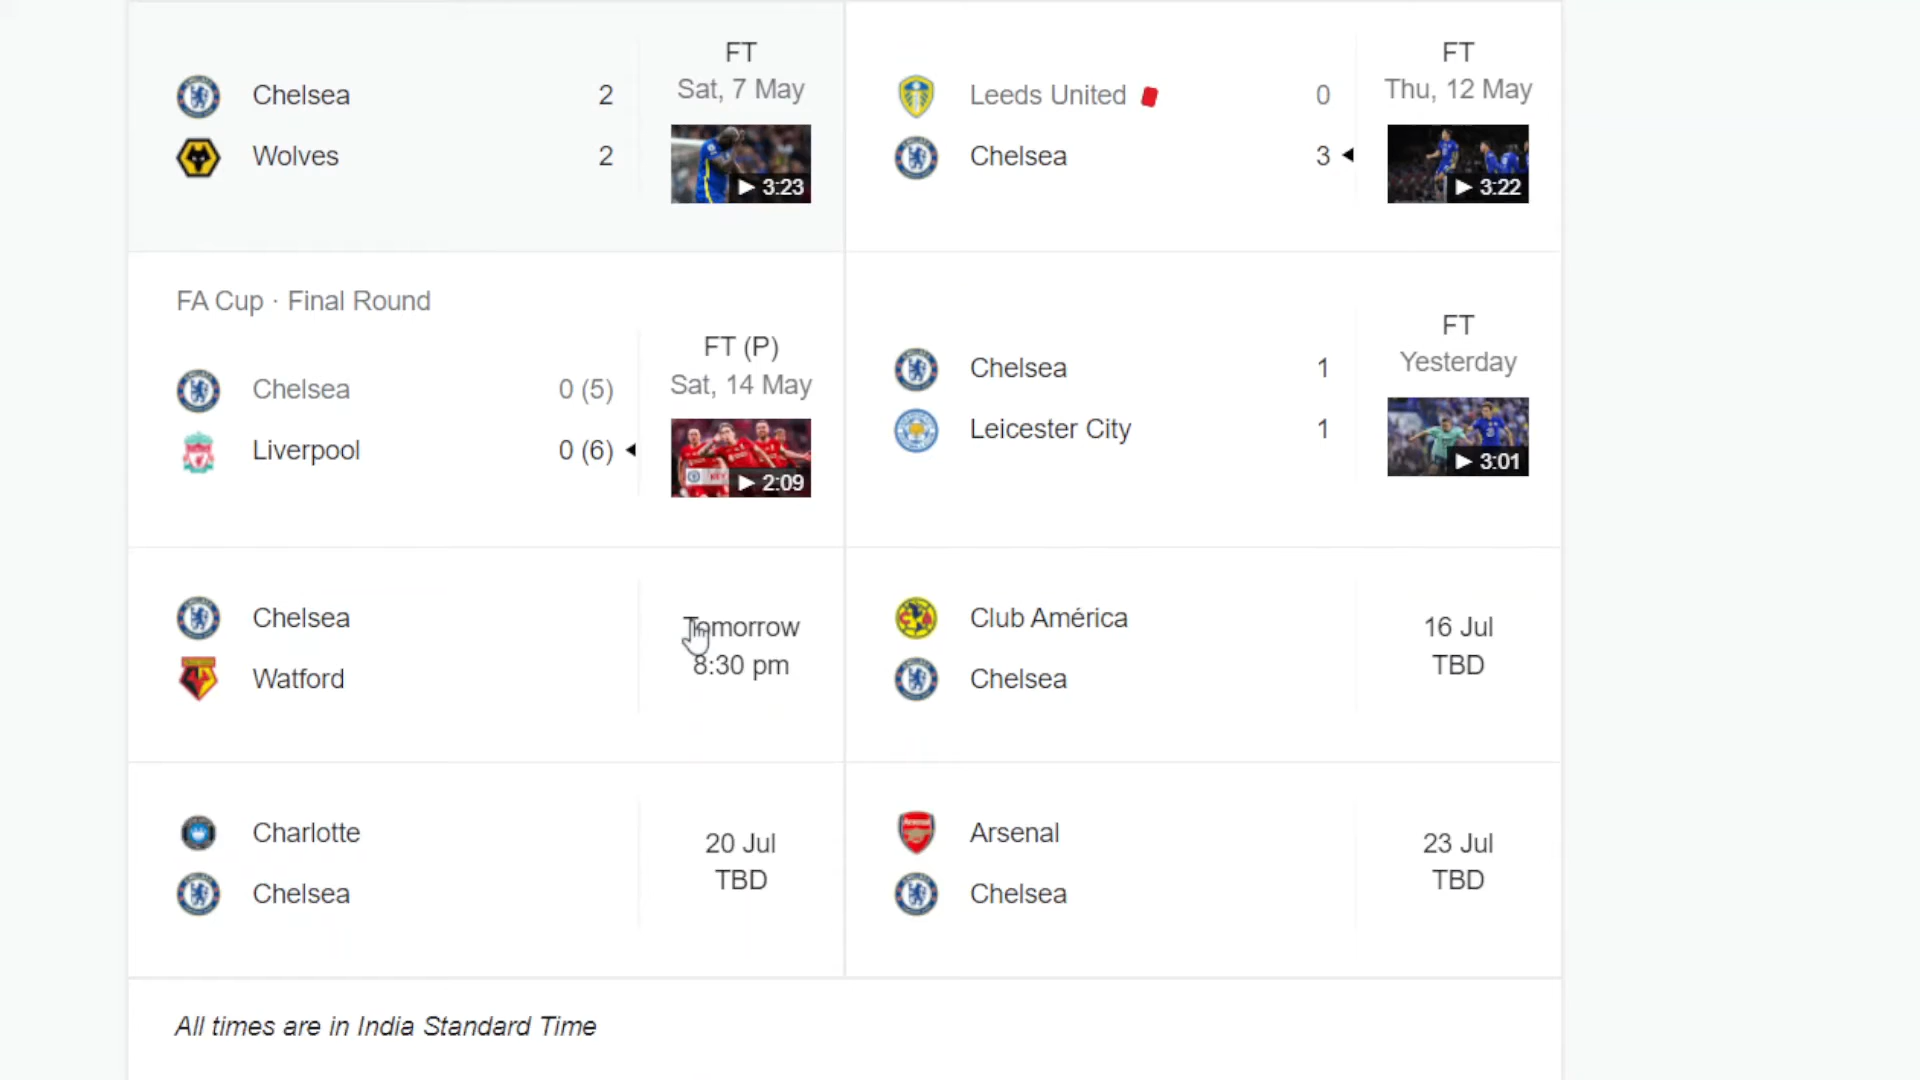 FT
Sat, 7 May
Chelsea 2
Wolves 2
3:23
FT
Thu, 12 May
Leeds United 0
Chelsea 3
3:22
FA Cup · Final Round
FT (P)
Sat, 14 May
Chelsea 0 (5)
Liverpool 0 (6)
2:09
FT
Yesterday
Chelsea 1
Leicester City 1
3:01
Chelsea
Watford
Tomorrow
8:30 pm
Club América
Chelsea
16 Jul
TBD
Charlotte
Chelsea
20 Jul
TBD
Arsenal
Chelsea
23 Jul
TBD
All times are in India Standard Time